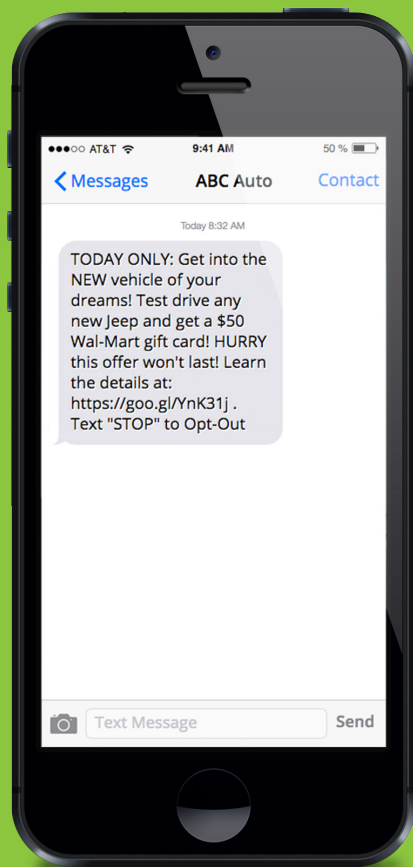 AT&T 9:41 AM 50 %
Messages ABC Auto Contact
Today 8:32 AM
TODAY ONLY: Get into the
NEW vehicle of your
dreams! Test drive any
new Jeep and get a $50
Wal-Mart gift card! HURRY
this offer won't last! Learn
the details at:
https://goo.gl/YnK31j .
Text "STOP" to Opt-Out
Text Message Send